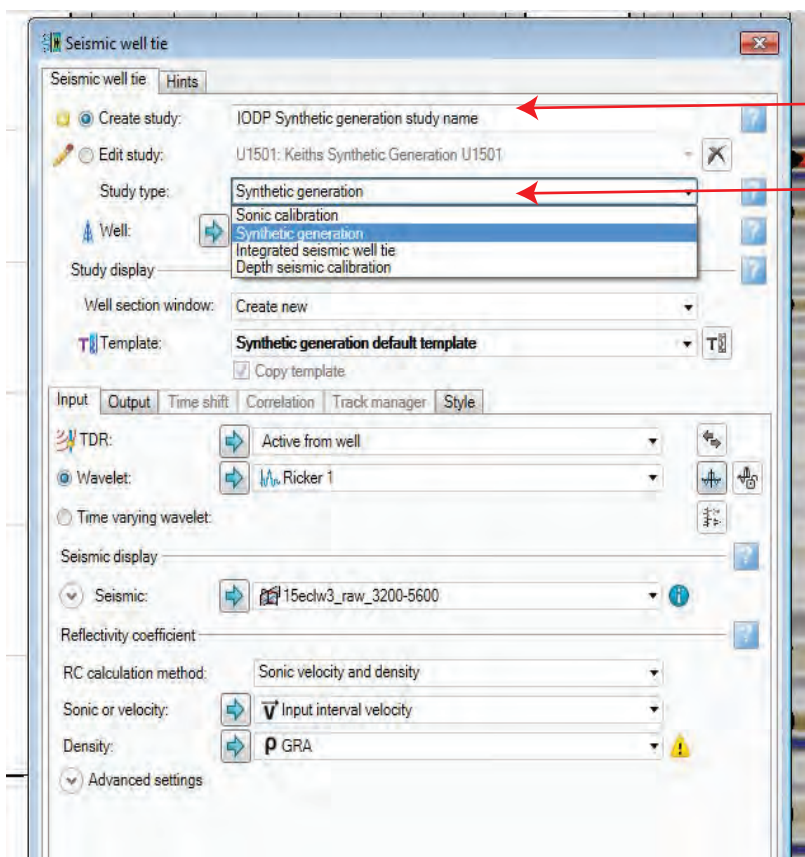 Seismic well tie
Seismic well tie Hints
Create study: IODP Synthetic generation study name ?
Edit study: U1501: Keiths Synthetic Generation U1501
Study type: Synthetic generation ?
Sonic calibration
Well: Synthetic generation ?
Integrated seismic well tie
Depth seismic calibration
Study display ?
Well section window: Create new
Template: Synthetic generation default template
Copy template
Input Output Time shift Correlation Track manager Style
TDR: Active from well
Wavelet: Ricker 1
Time varying wavelet:
Seismic display ?
Seismic: 15eclw3_raw_3200-5600
Reflectivity coefficient ?
RC calculation method: Sonic velocity and density
Sonic or velocity: V Input interval velocity
Density: ρ GRA
Advanced settings